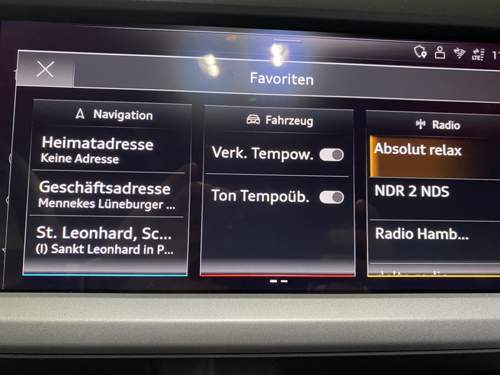 LTE
Favoriten
Navigation
Heimatadresse
Keine Adresse
Geschäftsadresse
Mennekes Lüneburger ...
St. Leonhard, Sc...
(I) Sankt Leonhard in P...
Fahrzeug
Verk. Tempow.
Ton Tempoüb.
Radio
Absolut relax
NDR 2 NDS
Radio Hamb...